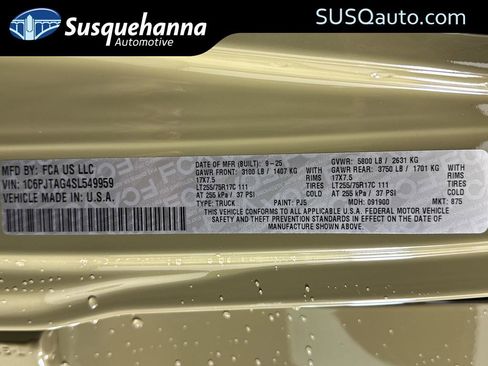 Susquehanna
Automotive
SUSQauto.com
MFD BY: FCA US LLC
VIN: 1C6PJTAG4SL549959
VEHICLE MADE IN: U.S.A.
DATE OF MFR (BUILT): 9-25 GVWR: 5800 LB / 2631 KG
GAWR FRONT: 3100 LB / 1407 KG WITH GAWR REAR: 3750 LB / 1701 KG WITH
17X7.5 RIMS 17X7.5 RIMS
LT255/75R17C 111 TIRES LT255/75R17C 111 TIRES
AT 255 kPa / 37 PSI AT 255 kPa / 37 PSI
TYPE: TRUCK PAINT: PJ5 MDH: 091900 MKT: 875
THIS VEHICLE CONFORMS TO ALL APPLICABLE FEDERAL MOTOR VEHICLE
SAFETY AND THEFT PREVENTION STANDARDS IN EFFECT ON THE DATE OF
MANUFACTURE SHOWN ABOVE.